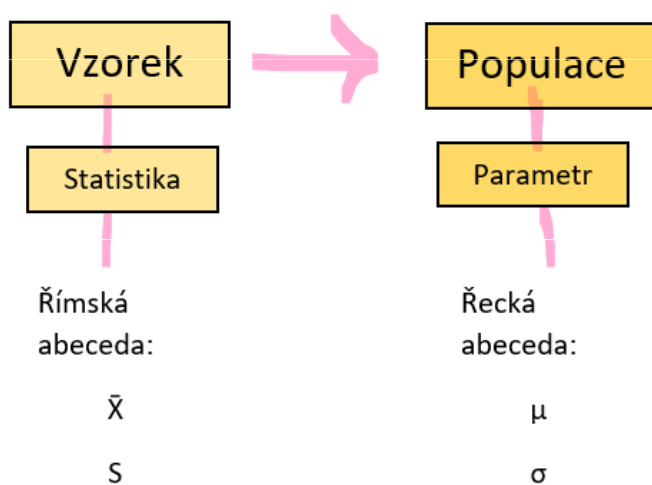 Vzorek
Populace
Statistika
Parametr
Římská
abeceda:
Řecká
abeceda:
X̄
μ
S
σ